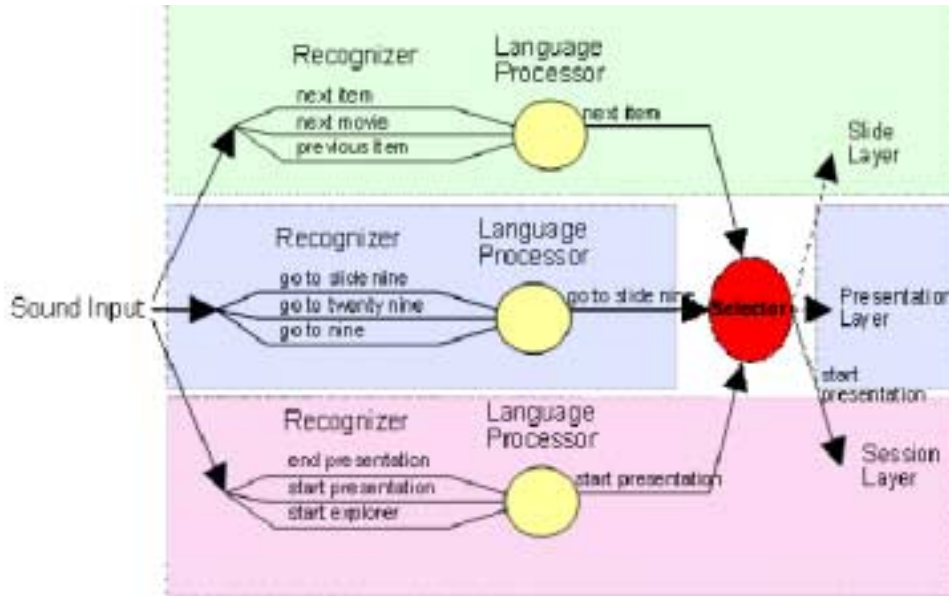 Recognizer
Language
Processor
next item
next movie
previous item
next item
Slide
Layer
Sound Input
Recognizer
Language
Processor
go to slide nine
go to twenty nine
go to nine
go to slide nine
Selector
Presentation
Layer
start
presentation
Recognizer
Language
Processor
end presentation
start presentation
start explorer
start presentation
Session
Layer